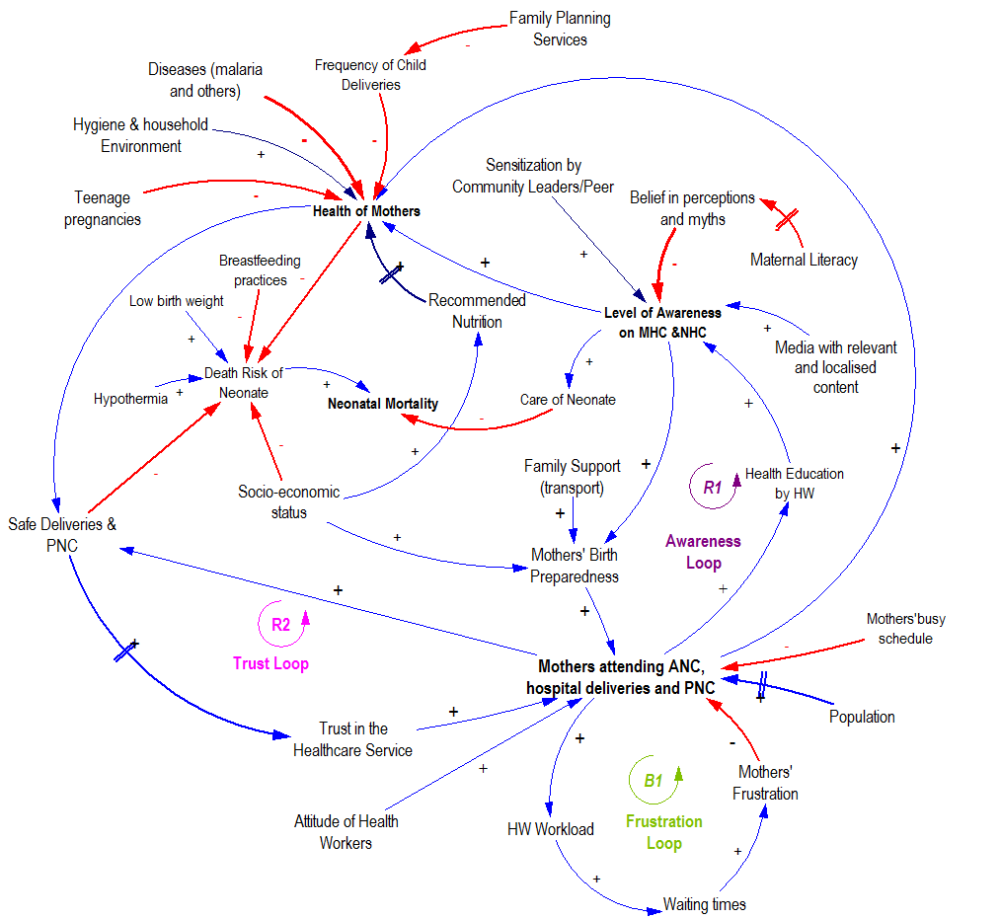 Family Planning
Services
Diseases (malaria
and others)
Frequency of Child
Deliveries
-
-
-
Hygiene & household
Environment
+
Sensitization by
Community Leaders/Peer
Teenage
pregnancies
-
Health of Mothers
Belief in perceptions
and myths
Maternal Literacy
+
-
Breastfeeding
practices
-
+
+
Low birth weight
Recommended
Nutrition
Level of Awareness
on MHC &NHC
-
+
+
Media with relevant
and localised
content
Death Risk of
Neonate
+
Hypothermia
+
Neonatal Mortality
+
Care of Neonate
-
+
-
+
+
-
Socio-economic
status
Family Support
(transport)
+
+
R1
Health Education
by HW
Safe Deliveries &
PNC
+
Mothers' Birth
Preparedness
Awareness
Loop
+
+
+
R2
Trust Loop
+
Mothers'busy
schedule
-
Mothers attending ANC,
hospital deliveries and PNC
+
Population
+
Trust in the
Healthcare Service
+
-
+
Mothers'
Frustration
B1
Frustration
Loop
Attitude of Health
Workers
HW Workload
+
+
Waiting times